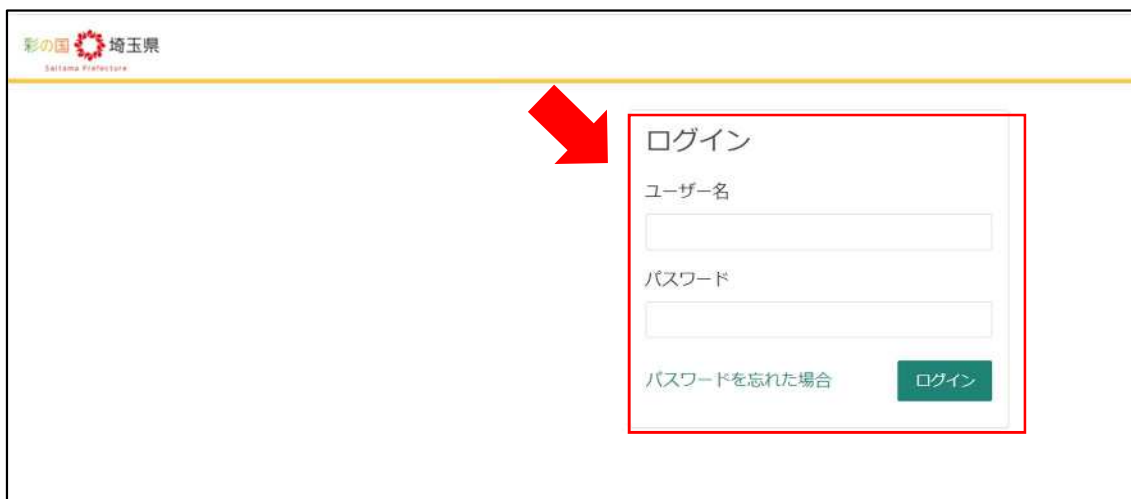 彩の国 埼玉県
Saitama Prefecture
ログイン
ユーザー名
パスワード
パスワードを忘れた場合 ログイン